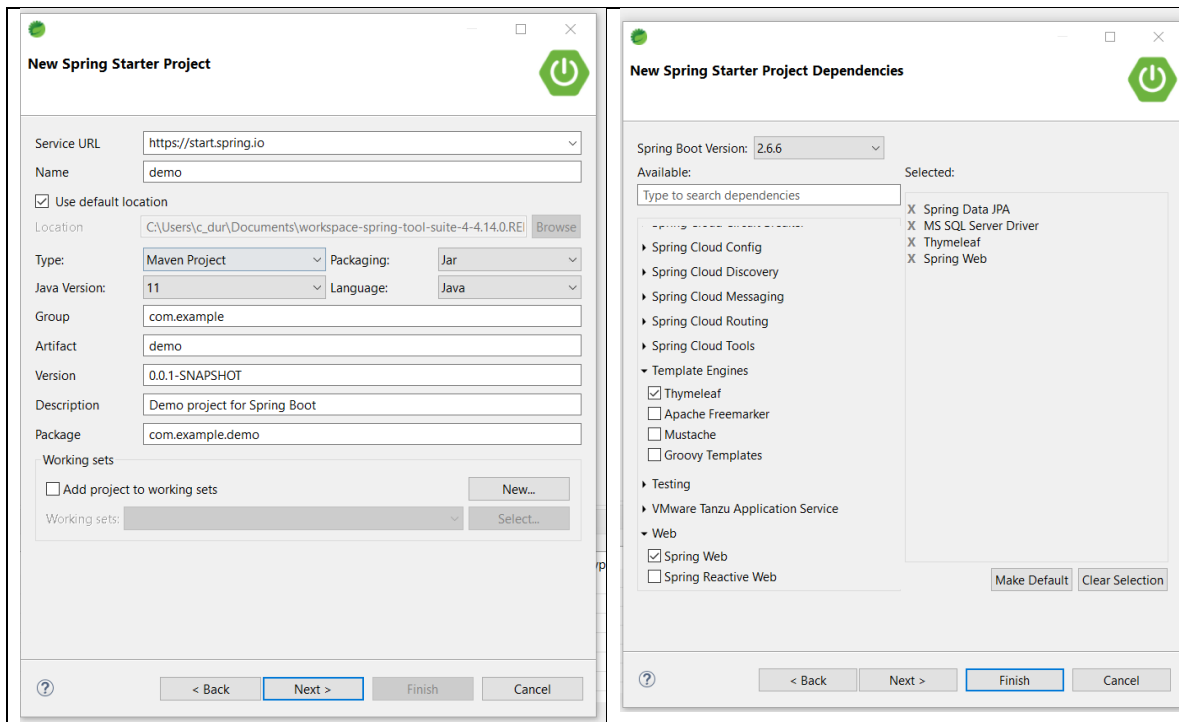 New Spring Starter Project
Service URL https://start.spring.io
Name demo
Use default location
Location C:\Users\c_dur\Documents\workspace-spring-tool-suite-4-4.14.0.REI Browse
Type: Maven Project Packaging: Jar
Java Version: 11 Language: Java
Group com.example
Artifact demo
Version 0.0.1-SNAPSHOT
Description Demo project for Spring Boot
Package com.example.demo
Working sets
Add project to working sets New...
Working sets: Select...
? < Back Next > Finish Cancel
New Spring Starter Project Dependencies
Spring Boot Version: 2.6.6
Available: Selected:
Type to search dependencies
X Spring Data JPA
X MS SQL Server Driver
X Thymeleaf
X Spring Web
Spring Cloud Config
Spring Cloud Discovery
Spring Cloud Messaging
Spring Cloud Routing
Spring Cloud Tools
Template Engines
Thymeleaf
Apache Freemarker
Mustache
Groovy Templates
Testing
VMware Tanzu Application Service
Web
Spring Web
Spring Reactive Web
Make Default Clear Selection
? < Back Next > Finish Cancel